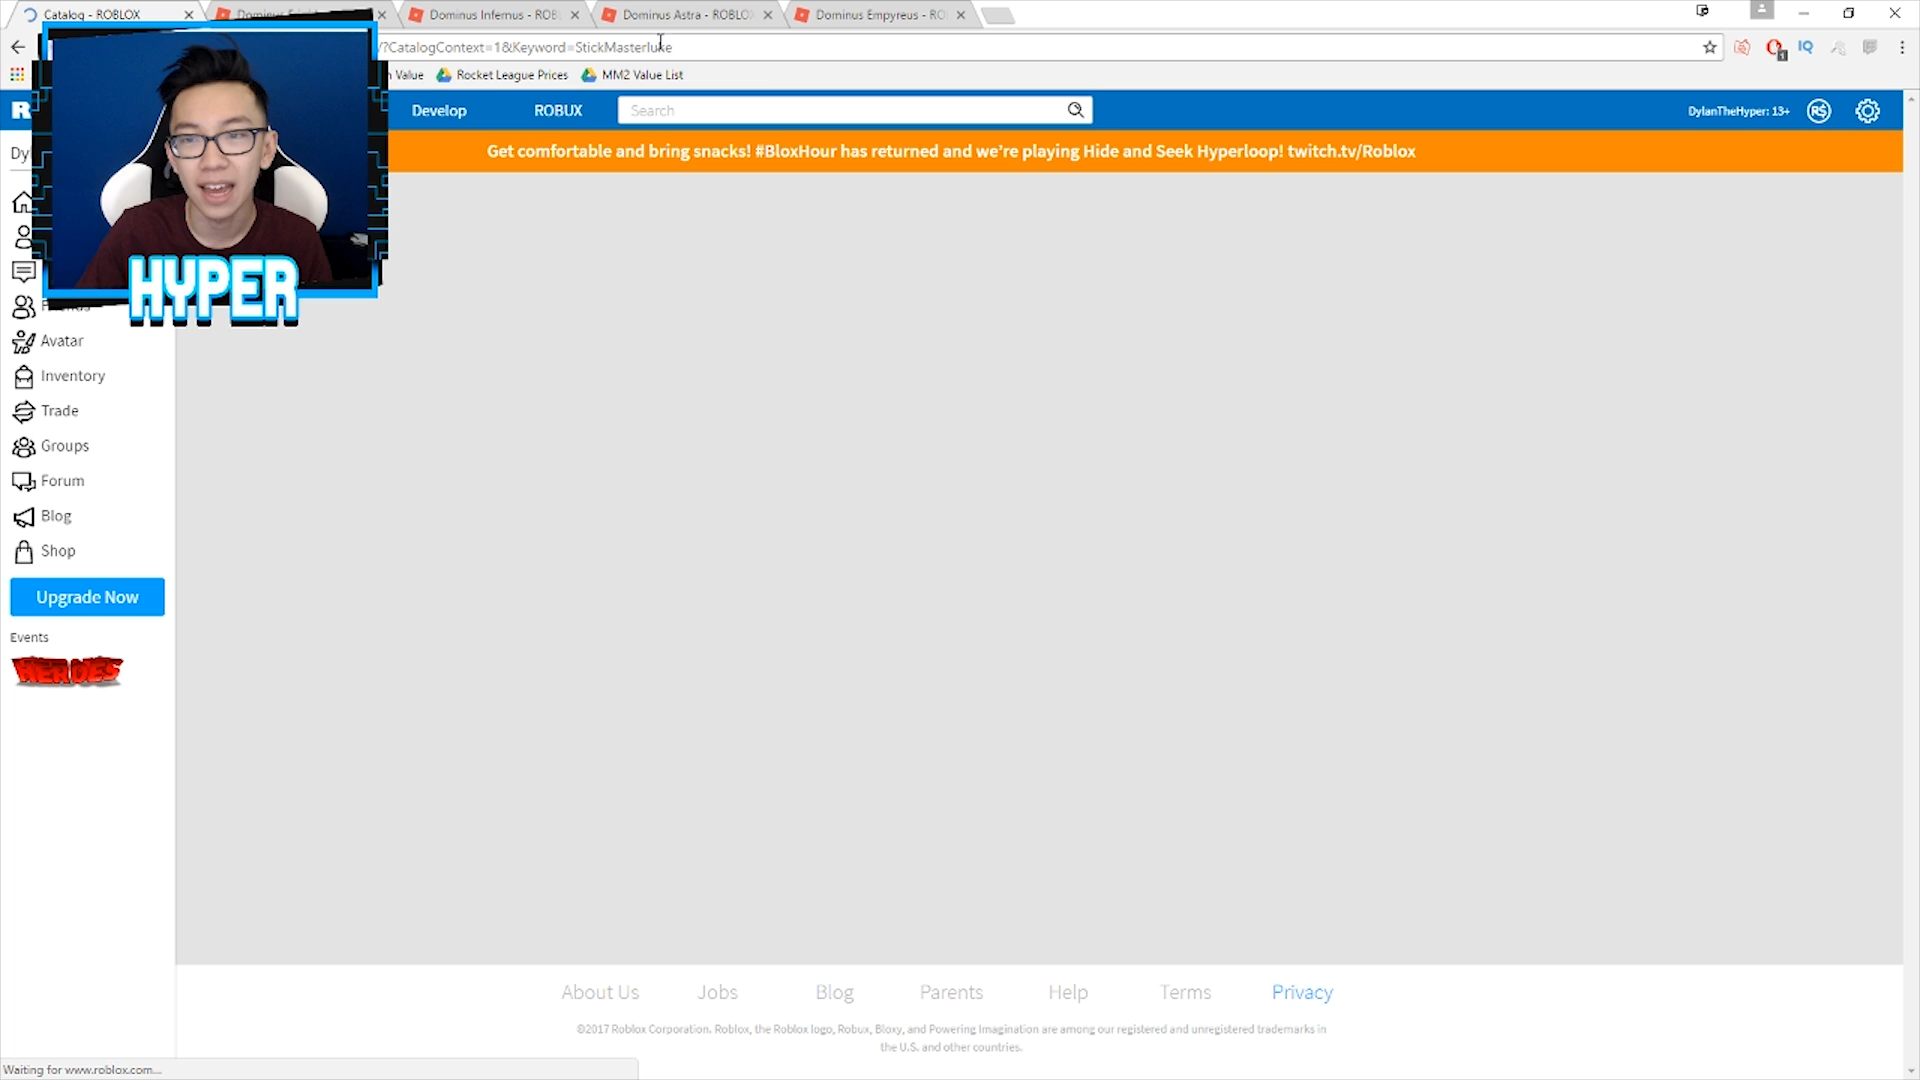 Catalog - ROBLOX
Dominus Infernus - ROB
Dominus Astra - ROBLO
Dominus Empyreus - RO
/?CatalogContext=1&Keyword=StickMasterluke
Value
Rocket League Prices
MM2 Value List
R
Develop
ROBUX
Search
DylanTheHyper: 13+
R$
Get comfortable and bring snacks! #BloxHour has returned and we're playing Hide and Seek Hyperloop! twitch.tv/Roblox
HYPER
Avatar
Inventory
Trade
Groups
Forum
Blog
Shop
Upgrade Now
Events
HEROES
About Us
Jobs
Blog
Parents
Help
Terms
Privacy
©2017 Roblox Corporation. Roblox, the Roblox logo, Robux, Bloxy, and Powering Imagination are among our registered and unregistered trademarks in
the U.S. and other countries.
Waiting for www.roblox.com...